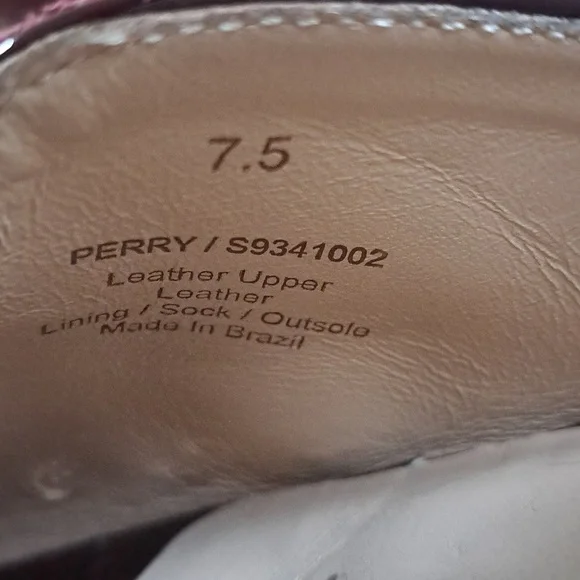 7.5
PERRY / S9341002
Leather Upper
Leather
Lining / Sock / Outsole
Made In Brazil